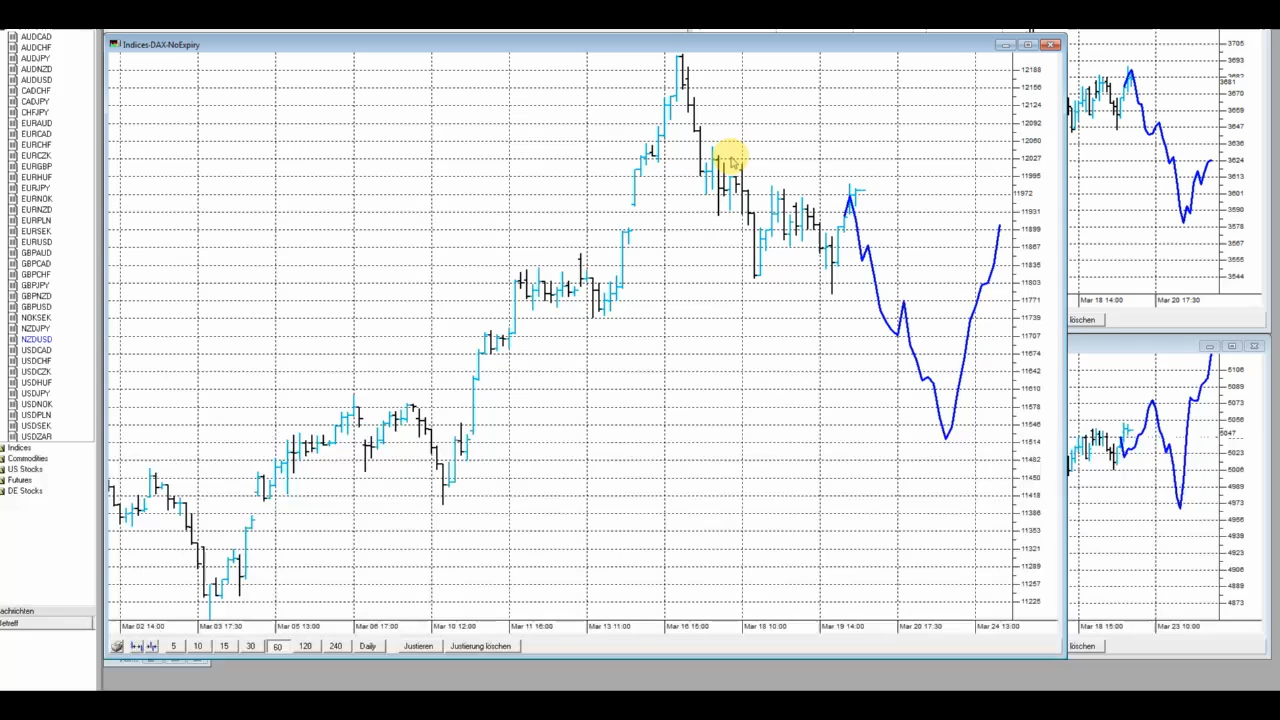 AUDCAD
AUDCHF
AUDJPY
AUDNZD
AUDUSD
CADCHF
CADJPY
CHFJPY
EURAUD
EURCAD
EURCHF
EURCZK
EURGBP
EURHUF
EURJPY
EURNOK
EURNZD
EURPLN
EURSEK
EURUSD
GBPAUD
GBPCAD
GBPCHF
GBPJPY
GBPNZD
GBPUSD
NOKSEK
NZDJPY
NZDUSD
USDCAD
USDCHF
USDCZK
USDHUF
USDJPY
USDNOK
USDPLN
USDSEK
USDZAR
Indices
Commodities
US Stocks
Futures
DE Stocks
achrichten
etreff
Indices-DAX-NoExpiry
12188
12156
12124
12092
12060
12027
11995
11972
11931
11899
11867
11835
11803
11771
11739
11707
11674
11642
11610
11578
11546
11514
11482
11450
11418
11386
11353
11321
11289
11257
11225
Mar 02 14:00 Mar 03 17:30 Mar 05 13:00 Mar 06 17:00 Mar 10 12:00 Mar 11 16:00 Mar 13 11:00 Mar 16 15:00 Mar 18 10:00 Mar 19 14:00 Mar 20 17:30 Mar 24 13:00
5 10 15 30 60 120 240 Daily Justieren Justierung löschen
3705
3693
3681
3670
3659
3647
3636
3624
3613
3601
3590
3578
3567
3555
3544
Mar 18 14:00 Mar 20 17:30
löschen
5106
5089
5073
5056
5047
5023
5006
4989
4973
4956
4939
4923
4906
4889
4873
Mar 18 15:00 Mar 23 10:00
löschen